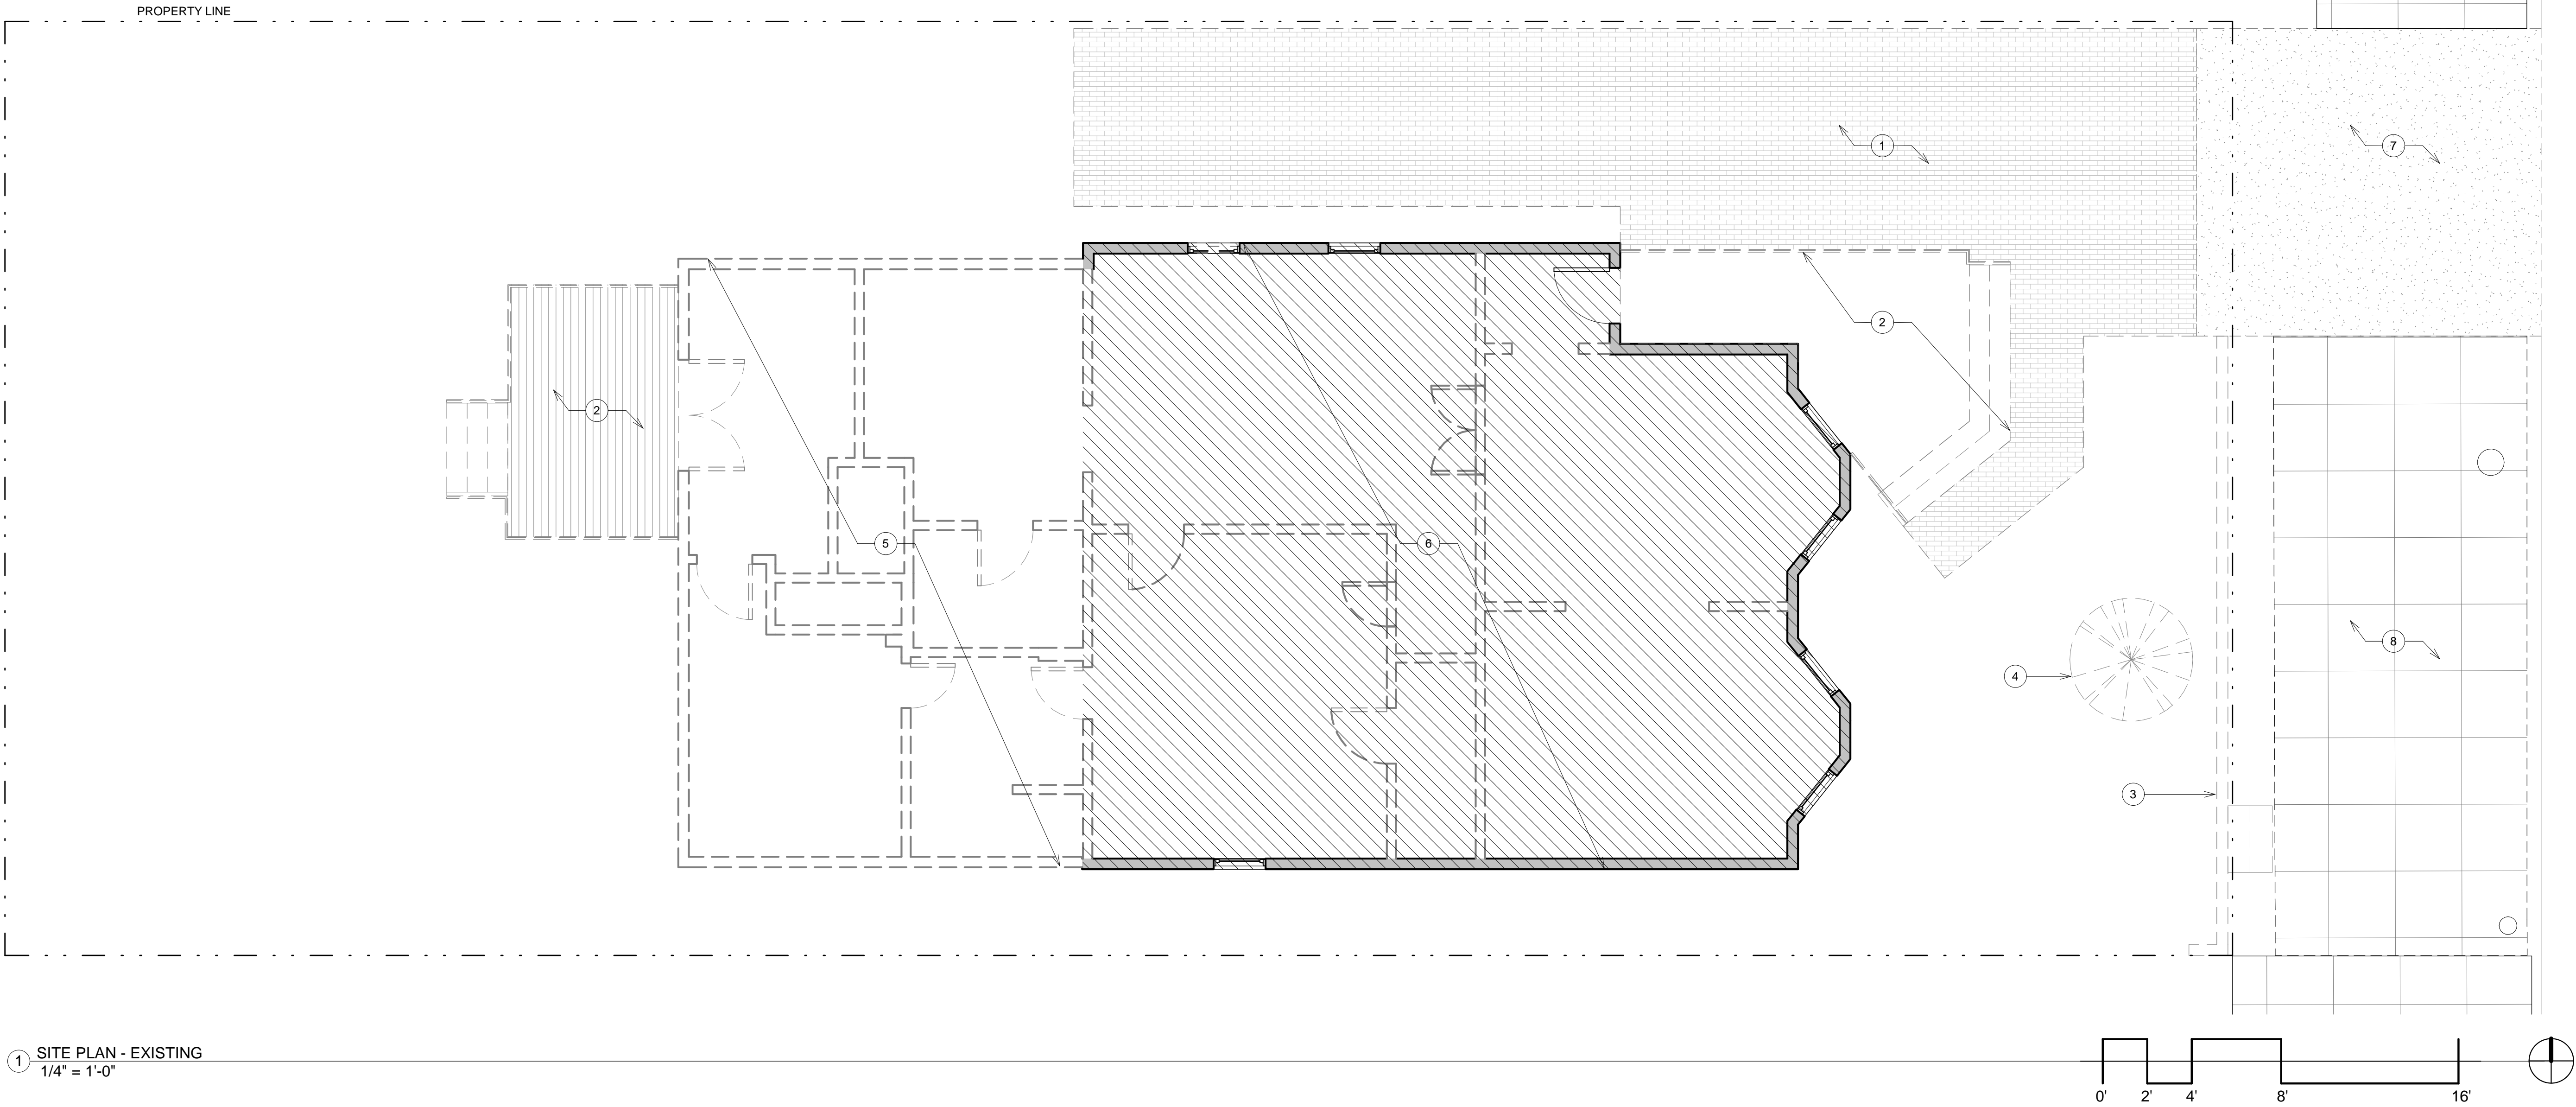 PROPERTY LINE
1
7
2
2
5
6
4
8
3
1
SITE PLAN - EXISTING
1/4" = 1'-0"
0' 2' 4' 8' 16'